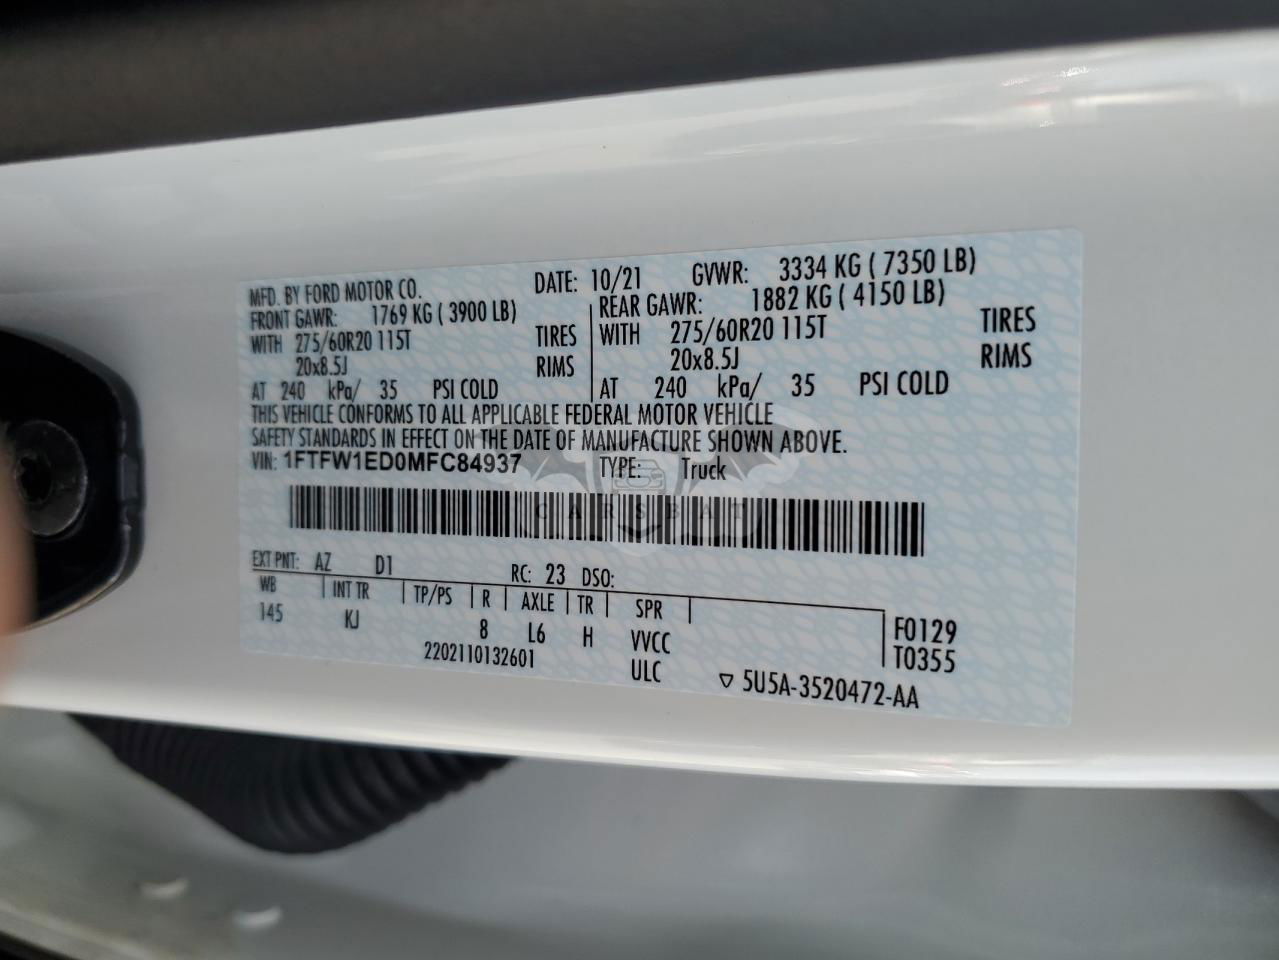 MFD. BY FORD MOTOR CO. DATE: 10/21 GVWR: 3334 KG ( 7350 LB)
FRONT GAWR: 1769 KG ( 3900 LB) REAR GAWR: 1882 KG ( 4150 LB)
WITH 275/60R20 115T TIRES WITH 275/60R20 115T TIRES
20x8.5J RIMS 20x8.5J RIMS
AT 240 kPa/ 35 PSI COLD AT 240 kPa/ 35 PSI COLD
THIS VEHICLE CONFORMS TO ALL APPLICABLE FEDERAL MOTOR VEHICLE
SAFETY STANDARDS IN EFFECT ON THE DATE OF MANUFACTURE SHOWN ABOVE.
VIN: 1FTFW1ED0MFC84937 TYPE: Truck
CARSBAT
EXT PNT: AZ D1 RC: 23 DSO:
WB INT TR TP/PS R AXLE TR SPR
145 KJ 8 L6 H VVCC F0129
2202110132601 ULC T0355
▽ 5U5A-3520472-AA